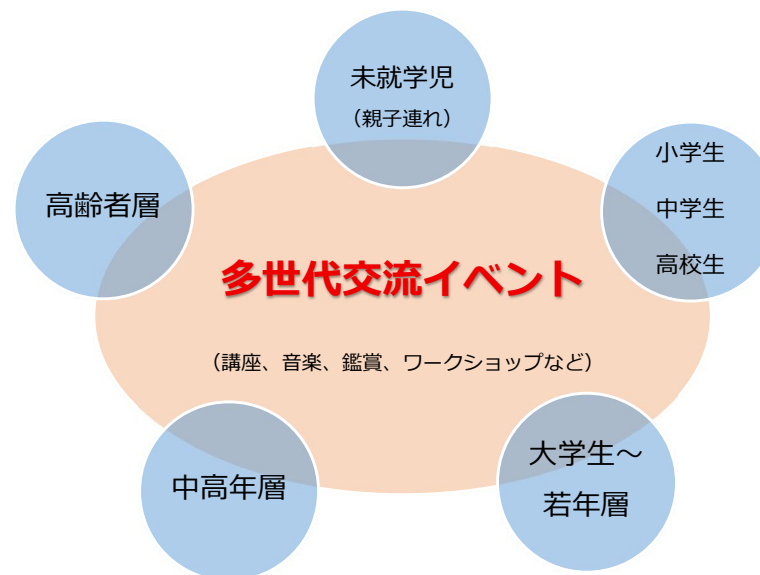 未就学児
（親子連れ）
高齢者層
小学生
中学生
高校生
多世代交流イベント
（講座、音楽、鑑賞、ワークショップなど）
中高年層
大学生～
若年層